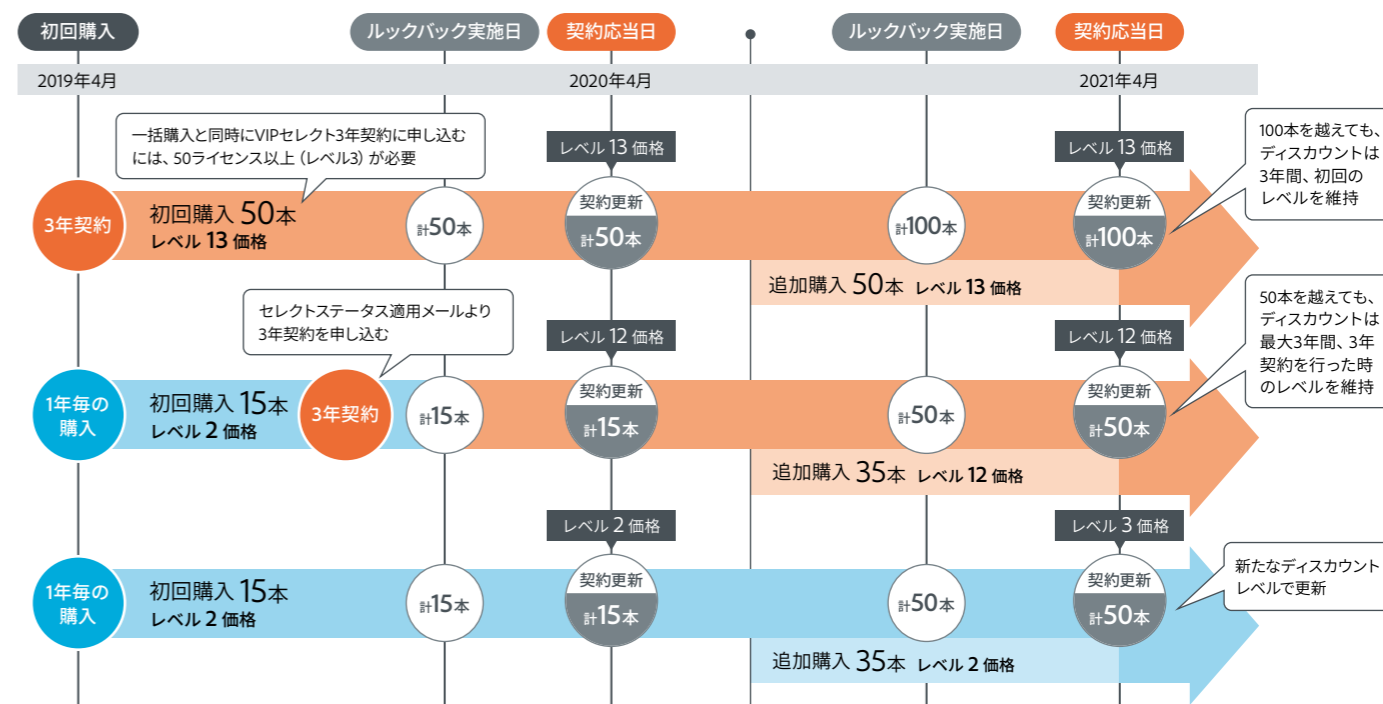 初回購入
ルックバック実施日
契約応当日
ルックバック実施日
契約応当日
2019年4月
2020年4月
2021年4月
一括購入と同時にVIPセレクト3年契約に申し込む
には、50ライセンス以上（レベル3）が必要
レベル 13 価格
レベル 13 価格
100本を越えても、
ディスカウントは
3年間、初回の
レベルを維持
3年契約
初回購入 50本
レベル 13 価格
計50本
契約更新
計50本
計100本
契約更新
計100本
追加購入 50本 レベル 13 価格
セレクトステータス適用メールより
3年契約を申し込む
レベル 12 価格
レベル 12 価格
50本を越えても、
ディスカウントは
最大3年間、3年
契約を行った時
のレベルを維持
1年毎の
購入
初回購入 15本
レベル 2 価格
3年契約
計15本
契約更新
計15本
計50本
契約更新
計50本
追加購入 35本 レベル 12 価格
レベル 2 価格
レベル 3 価格
新たなディスカウント
レベルで更新
1年毎の
購入
初回購入 15本
レベル 2 価格
計15本
契約更新
計15本
計50本
契約更新
計50本
追加購入 35本 レベル 2 価格